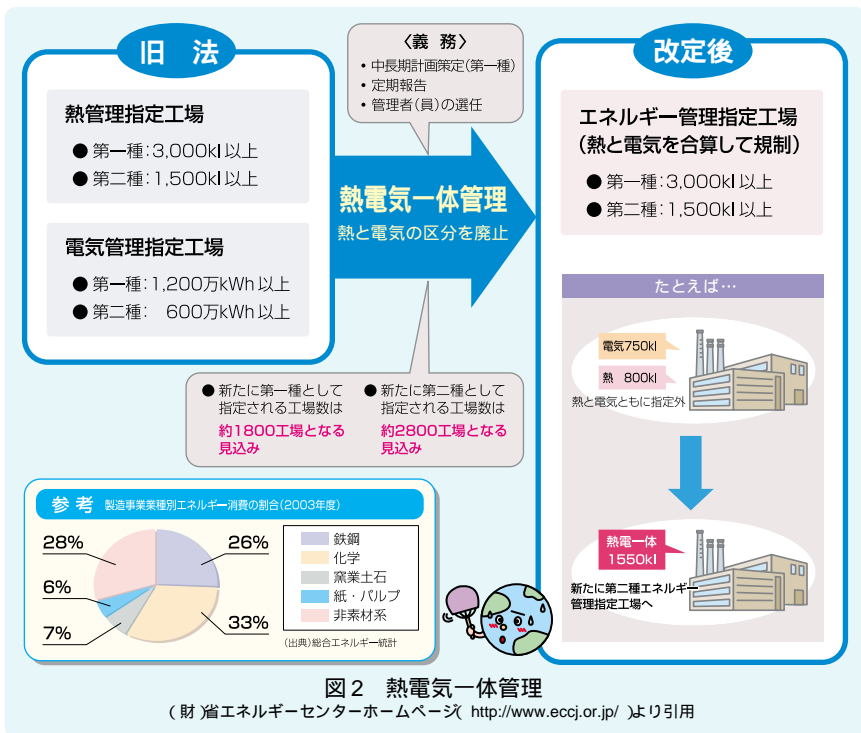 旧 法
熱管理指定工場
● 第一種:3,000kl 以上
● 第二種:1,500kl 以上
電気管理指定工場
● 第一種:1,200万kWh 以上
● 第二種: 600万kWh 以上
〈義 務〉
・中長期計画策定(第一種)
・定期報告
・管理者(員)の選任
熱電気一体管理
熱と電気の区分を廃止
● 新たに第一種として
指定される工場数は
約1800工場となる
見込み
● 新たに第二種として
指定される工場数は
約2800工場となる
見込み
改定後
エネルギー管理指定工場
(熱と電気を合算して規制)
● 第一種:3,000kl 以上
● 第二種:1,500kl 以上
たとえば…
電気750kl
熱 800kl
熱と電気ともに指定外
熱電一体
1550kl
新たに第二種エネルギー
管理指定工場へ
参 考 製造事業業種別エネルギー消費の割合(2003年度)
28%
26%
6%
7%
33%
鉄鋼
化学
窯業土石
紙・パルプ
非素材系
(出典)総合エネルギー統計
図2 熱電気一体管理
(財)省エネルギーセンターホームページ( http://www.eccj.or.jp/ )より引用